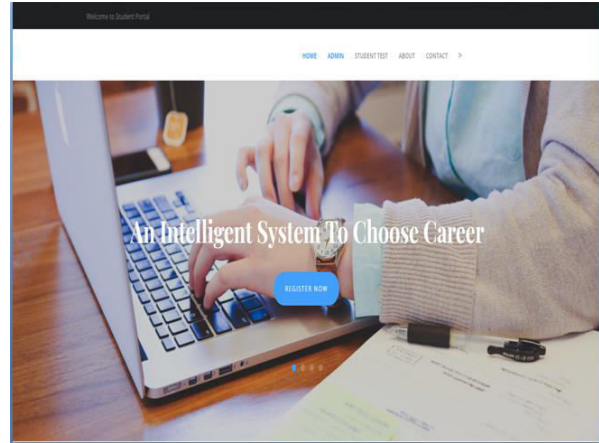 Welcome to Student Portal
HOME ADMIN STUDENT TEST ABOUT CONTACT >
An Intelligent System To Choose Career
REGISTER NOW